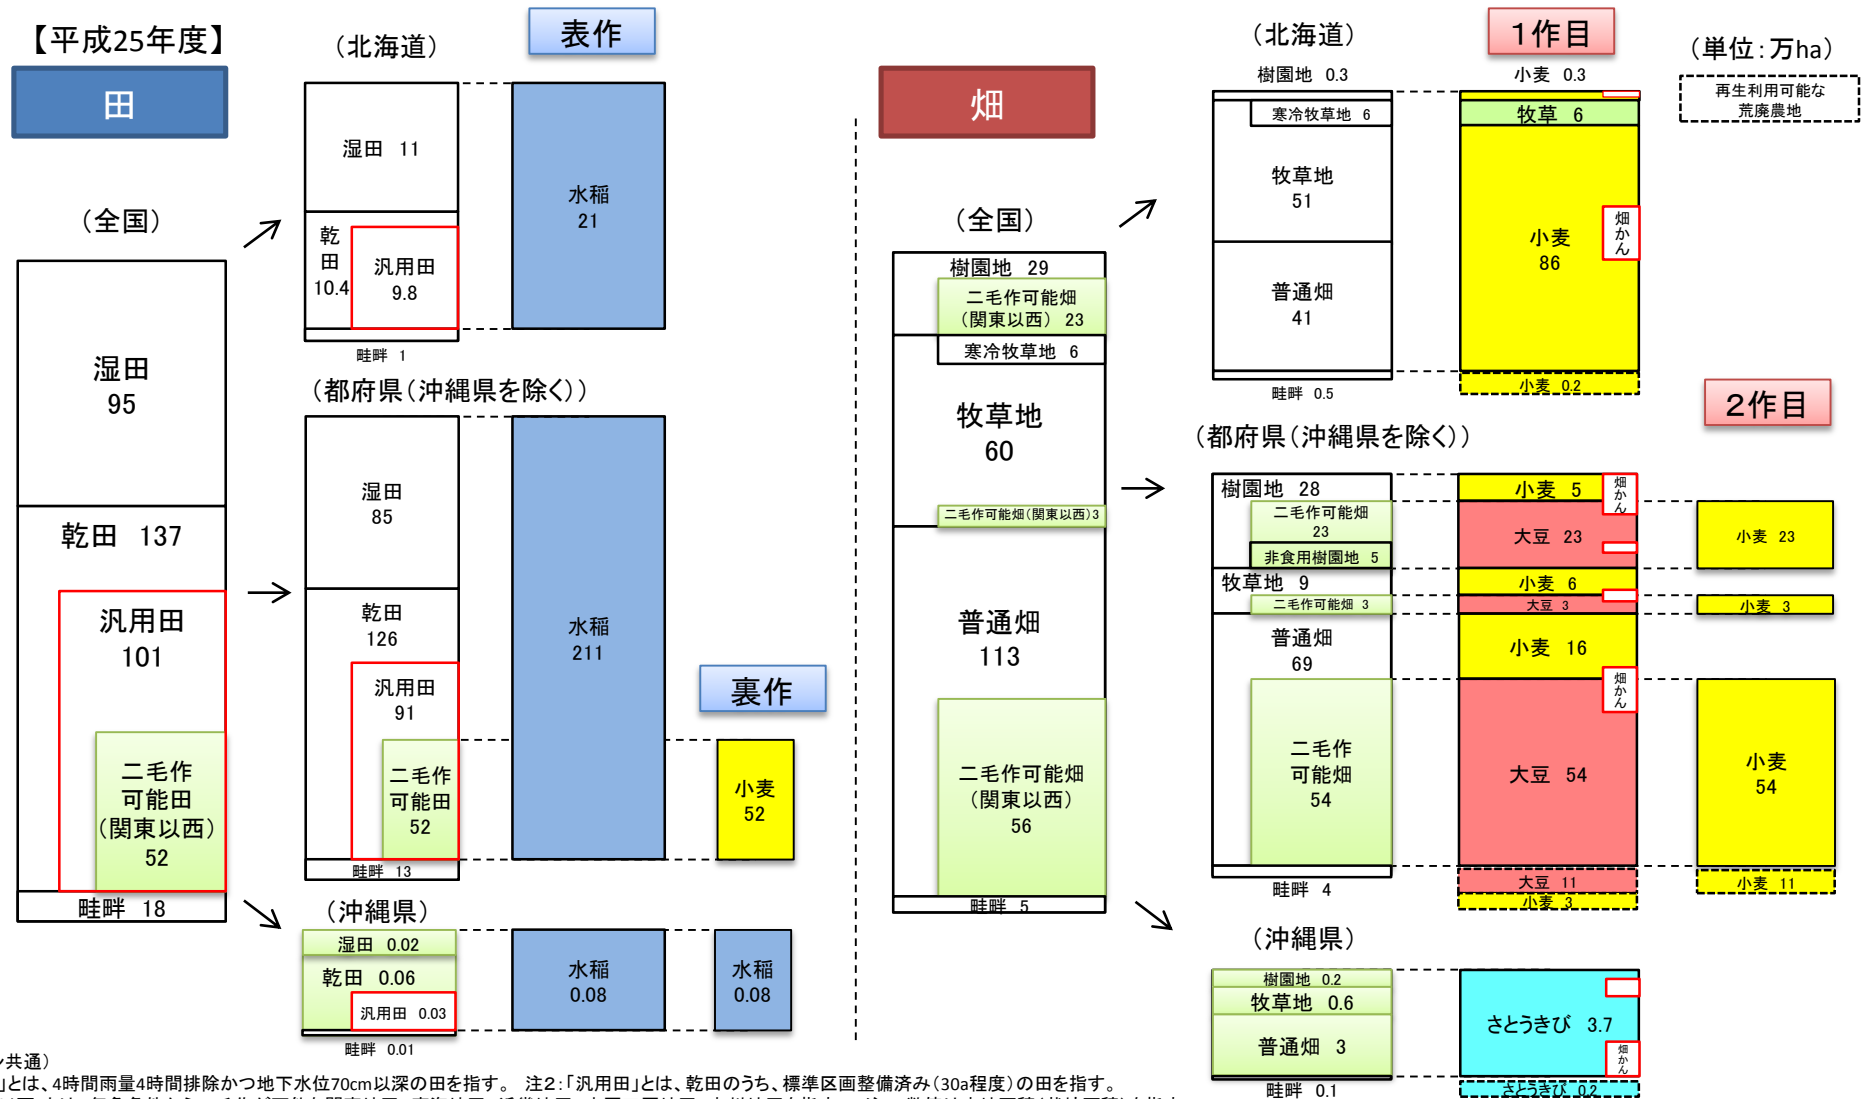 【平成25年度】
田
(全国)
湿田
95
乾田 137
汎用田
101
二毛作
可能田
(関東以西)
52
畦畔 18
(北海道)
表作
湿田 11
乾
田
10.4
汎用田
9.8
畦畔 1
水稲
21
(都府県(沖縄県を除く))
湿田
85
乾田
126
汎用田
91
二毛作
可能田
52
畦畔 13
水稲
211
裏作
小麦
52
(沖縄県)
湿田 0.02
乾田 0.06
汎用田 0.03
畦畔 0.01
水稲
0.08
水稲
0.08
畑
(全国)
樹園地 29
二毛作可能畑
(関東以西) 23
寒冷牧草地 6
牧草地
60
二毛作可能畑(関東以西)3
普通畑
113
二毛作可能畑
(関東以西)
56
畦畔 5
(北海道)
1作目
(単位:万ha)
再生利用可能な
荒廃農地
樹園地 0.3
小麦 0.3
寒冷牧草地 6
牧草 6
牧草地
51
普通畑
41
小麦
86
畑かん
畦畔 0.5
小麦 0.2
2作目
(都府県(沖縄県を除く))
樹園地 28
二毛作可能畑
23
非食用樹園地 5
小麦 5
畑かん
大豆 23
小麦 23
牧草地 9
二毛作可能畑 3
小麦 6
大豆 3
小麦 3
普通畑
69
二毛作
可能畑
54
小麦 16
畑かん
大豆 54
小麦
54
畦畔 4
大豆 11
小麦 3
小麦 11
(沖縄県)
樹園地 0.2
牧草地 0.6
普通畑 3
畦畔 0.1
さとうきび 3.7
畑かん
さとうきび 0.2
共通)
」とは、4時間雨量4時間排除かつ地下水位70cm以深の田を指す。 注2:「汎用田」とは、乾田のうち、標準区画整備済み(30a程度)の田を指す。